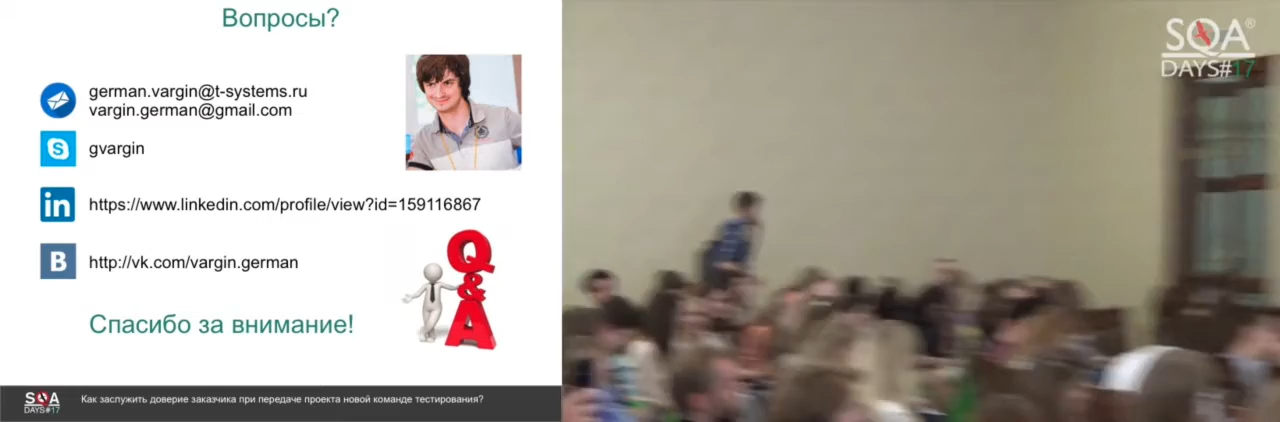 Вопросы?
german.vargin@t-systems.ru
vargin.german@gmail.com
gvargin
https://www.linkedin.com/profile/view?id=159116867
http://vk.com/vargin.german
Q&A
Спасибо за внимание!
SQA
DAYS#17
Как заслужить доверие заказчика при передаче проекта новой команде тестирования?
SQA®
DAYS#17